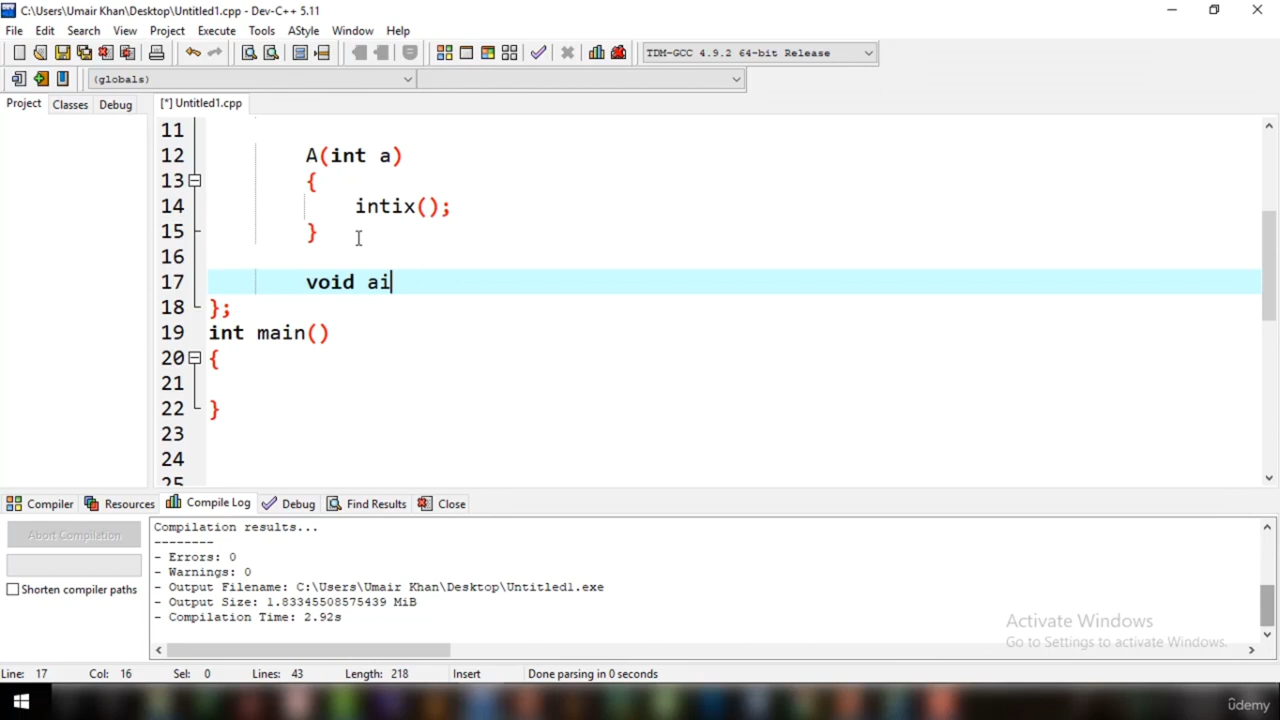 C:\Users\Umair Khan\Desktop\Untitled1.cpp - Dev-C++ 5.11
File Edit Search View Project Execute Tools AStyle Window Help
TDM-GCC 4.9.2 64-bit Release
(globals)
Project Classes Debug [*] Untitled1.cpp
11
12 A(int a)
13 {
14 intix();
15 }
16
17 void ai
18 };
19 int main()
20 {
21
22 }
23
24
25
Compiler Resources Compile Log Debug Find Results Close
Abort Compilation
Shorten compiler paths
Compilation results...
--------
- Errors: 0
- Warnings: 0
- Output Filename: C:\Users\Umair Khan\Desktop\Untitled1.exe
- Output Size: 1.83345508575439 MiB
- Compilation Time: 2.92s
Activate Windows
Go to Settings to activate Windows.
Line: 17 Col: 16 Sel: 0 Lines: 43 Length: 218 Insert Done parsing in 0 seconds
ûdemy